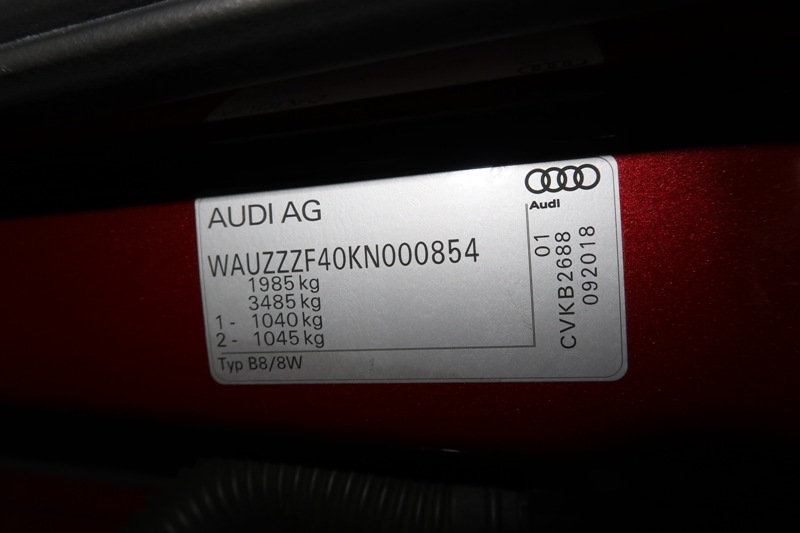 AUDI AG
Audi
WAUZZZF40KN000854
1985 kg
3485 kg
1 - 1040 kg
2 - 1045 kg
Typ B8/8W
01
CVKB2688
092018